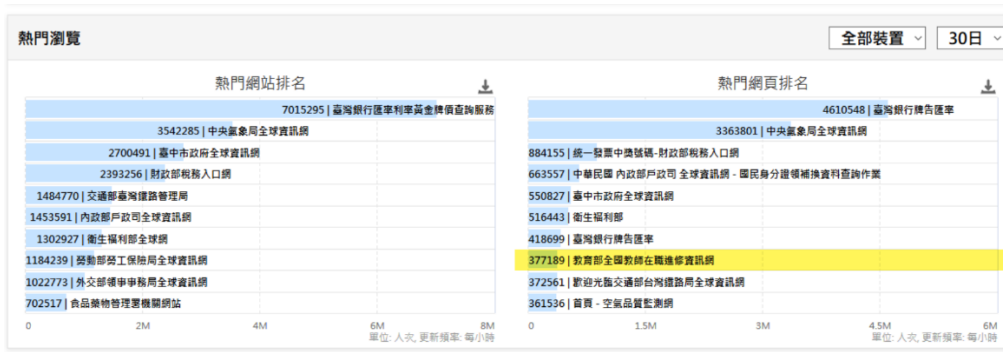 熱門瀏覽
全部裝置
30日
熱門網站排名
7015295 | 臺灣銀行匯率利率黃金牌價查詢服務
3542285 | 中央氣象局全球資訊網
2700491 | 臺中市政府全球資訊網
2393256 | 財政部稅務入口網
1484770 | 交通部臺灣鐵路管理局
1453591 | 內政部戶政司全球資訊網
1302927 | 衛生福利部全球網
1184239 | 勞動部勞工保險局全球資訊網
1022773 | 外交部領事事務局全球資訊網
702517 | 食品藥物管理署機關網站
0 2M 4M 6M 8M
單位: 人次, 更新頻率: 每小時
熱門網頁排名
4610548 | 臺灣銀行牌告匯率
3363801 | 中央氣象局全球資訊網
884155 | 統一發票中獎號碼-財政部稅務入口網
663557 | 中華民國 內政部戶政司 全球資訊網 - 國民身分證領補換資料查詢作業
550827 | 臺中市政府全球資訊網
516443 | 衛生福利部
418699 | 臺灣銀行牌告匯率
377189 | 教育部全國教師在職進修資訊網
372561 | 歡迎光臨交通部台灣鐵路局全球資訊網
361536 | 首頁 - 空氣品質監測網
0 1.5M 3M 4.5M 6M
單位: 人次, 更新頻率: 每小時